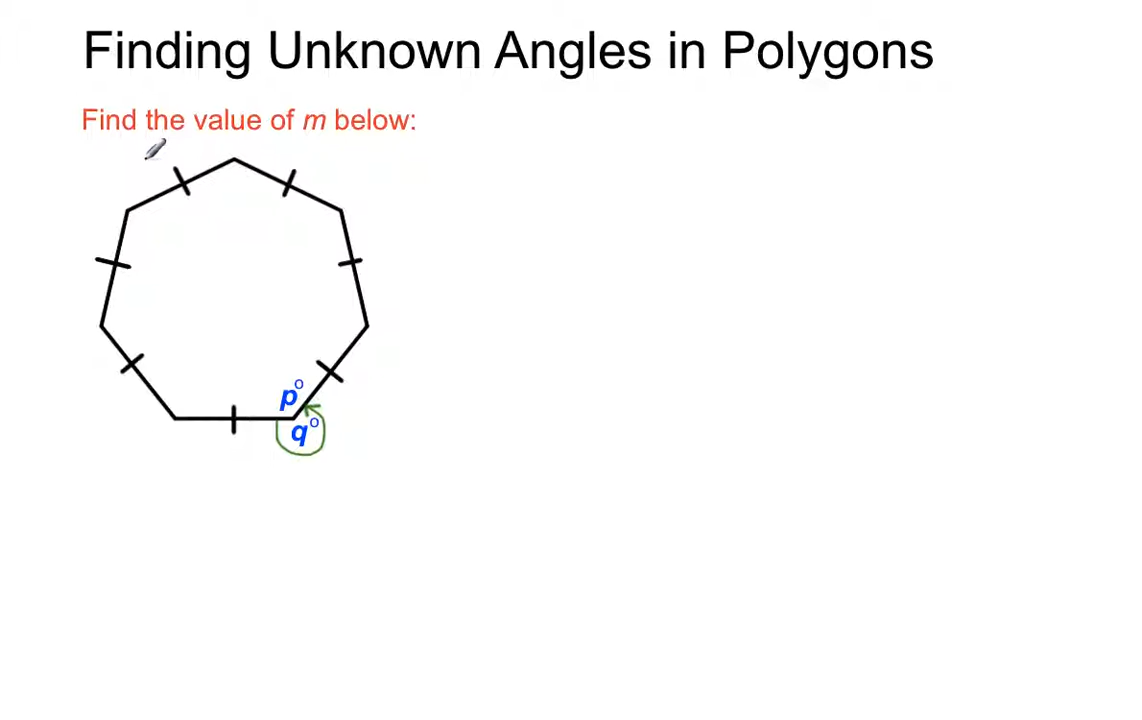 Finding Unknown Angles in Polygons
Find the value of m below:
p°
q°